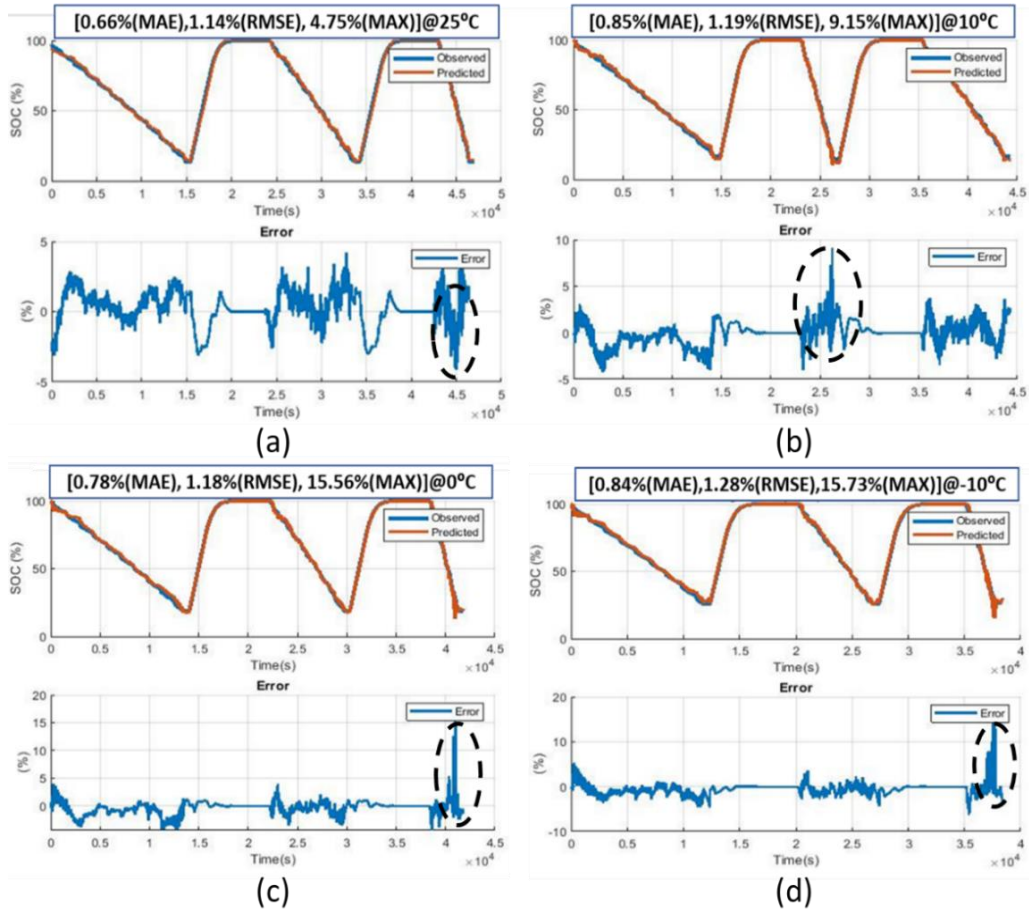 [0.66%(MAE),1.14%(RMSE), 4.75%(MAX)]@25°C
100
50
0
SOC (%)
Observed
Predicted
0 0.5 1 1.5 2 2.5 3 3.5 4 4.5 5
Time(s)
×10⁴
Error
5
0
-5
(%)
Error
0 0.5 1 1.5 2 2.5 3 3.5 4 4.5 5
Time(s)
×10⁴
(a)
[0.85%(MAE), 1.19%(RMSE), 9.15%(MAX)]@10°C
100
50
0
SOC (%)
Observed
Predicted
0 0.5 1 1.5 2 2.5 3 3.5 4 4.5
Time(s)
×10⁴
Error
10
5
0
-5
(%)
Error
0 0.5 1 1.5 2 2.5 3 3.5 4 4.5
Time(s)
×10⁴
(b)
[0.78%(MAE), 1.18%(RMSE), 15.56%(MAX)]@0°C
100
50
0
SOC (%)
Observed
Predicted
0 0.5 1 1.5 2 2.5 3 3.5 4 4.5
Time(s)
×10⁴
Error
20
15
10
5
0
(%)
Error
0 0.5 1 1.5 2 2.5 3 3.5 4 4.5
Time(s)
×10⁴
(c)
[0.84%(MAE),1.28%(RMSE),15.73%(MAX)]@-10°C
100
50
0
SOC (%)
Observed
Predicted
0 0.5 1 1.5 2 2.5 3 3.5 4
Time(s)
×10⁴
Error
20
10
0
-10
(%)
Error
0 0.5 1 1.5 2 2.5 3 3.5 4
Time(s)
×10⁴
(d)